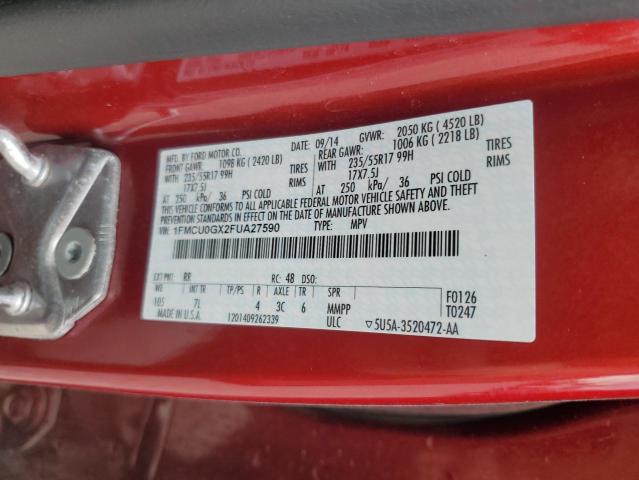 MFD. BY FORD MOTOR CO.
DATE: 09/14 GVWR: 2050 KG ( 4520 LB)
FRONT GAWR: 1098 KG ( 2420 LB) REAR GAWR: 1006 KG ( 2218 LB)
WITH 235/55R17 99H TIRES WITH 235/55R17 99H TIRES
17X7.5J RIMS 17X7.5J RIMS
AT 250 kPa/ 36 PSI COLD AT 250 kPa/ 36 PSI COLD
THIS VEHICLE CONFORMS TO ALL APPLICABLE FEDERAL MOTOR VEHICLE SAFETY AND THEFT
PREVENTION STANDARDS IN EFFECT ON THE DATE OF MANUFACTURE SHOWN ABOVE.
VIN: 1FMCU0GX2FUA27590 TYPE: MPV
F0126
T0247
EXT PNT: RR RC: 48 DSO:
WB INT TR TP/PS R AXLE TR SPR
105 7L 4 3C 6 MMPP
MADE IN U.S.A. 1201409262339 ULC ▽5U5A-3520472-AA